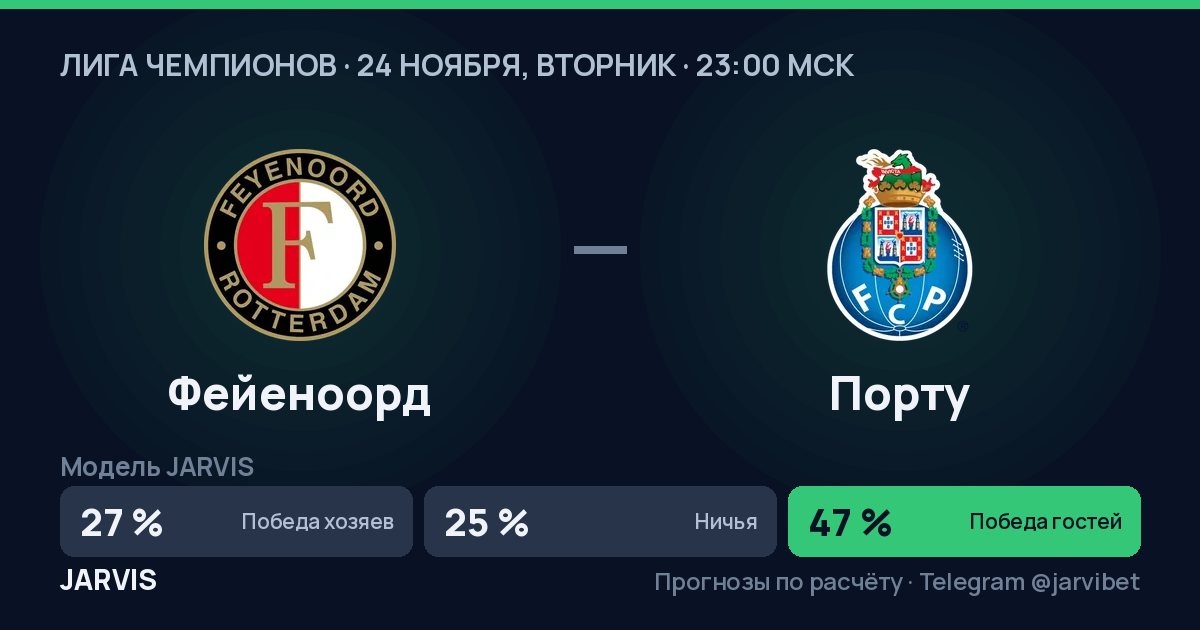 ЛИГА ЧЕМПИОНОВ · 24 НОЯБРЯ, ВТОРНИК · 23:00 МСК
FEYENOORD
F
ROTTERDAM
INVICTA
F C P
®
—
Фейеноорд
Порту
Модель JARVIS
27 % Победа хозяев
25 % Ничья
47 % Победа гостей
JARVIS
Прогнозы по расчёту · Telegram @jarvibet